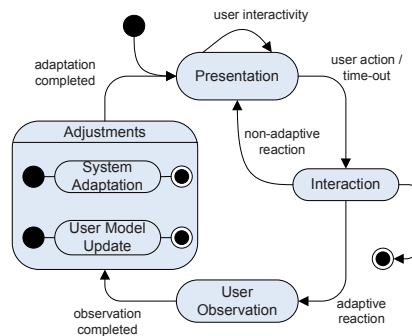 user interactivity
adaptation
completed
Presentation
user action /
time-out
Adjustments
non-adaptive
reaction
System
Adaptation
Interaction
User Model
Update
User
Observation
observation
completed
adaptive
reaction